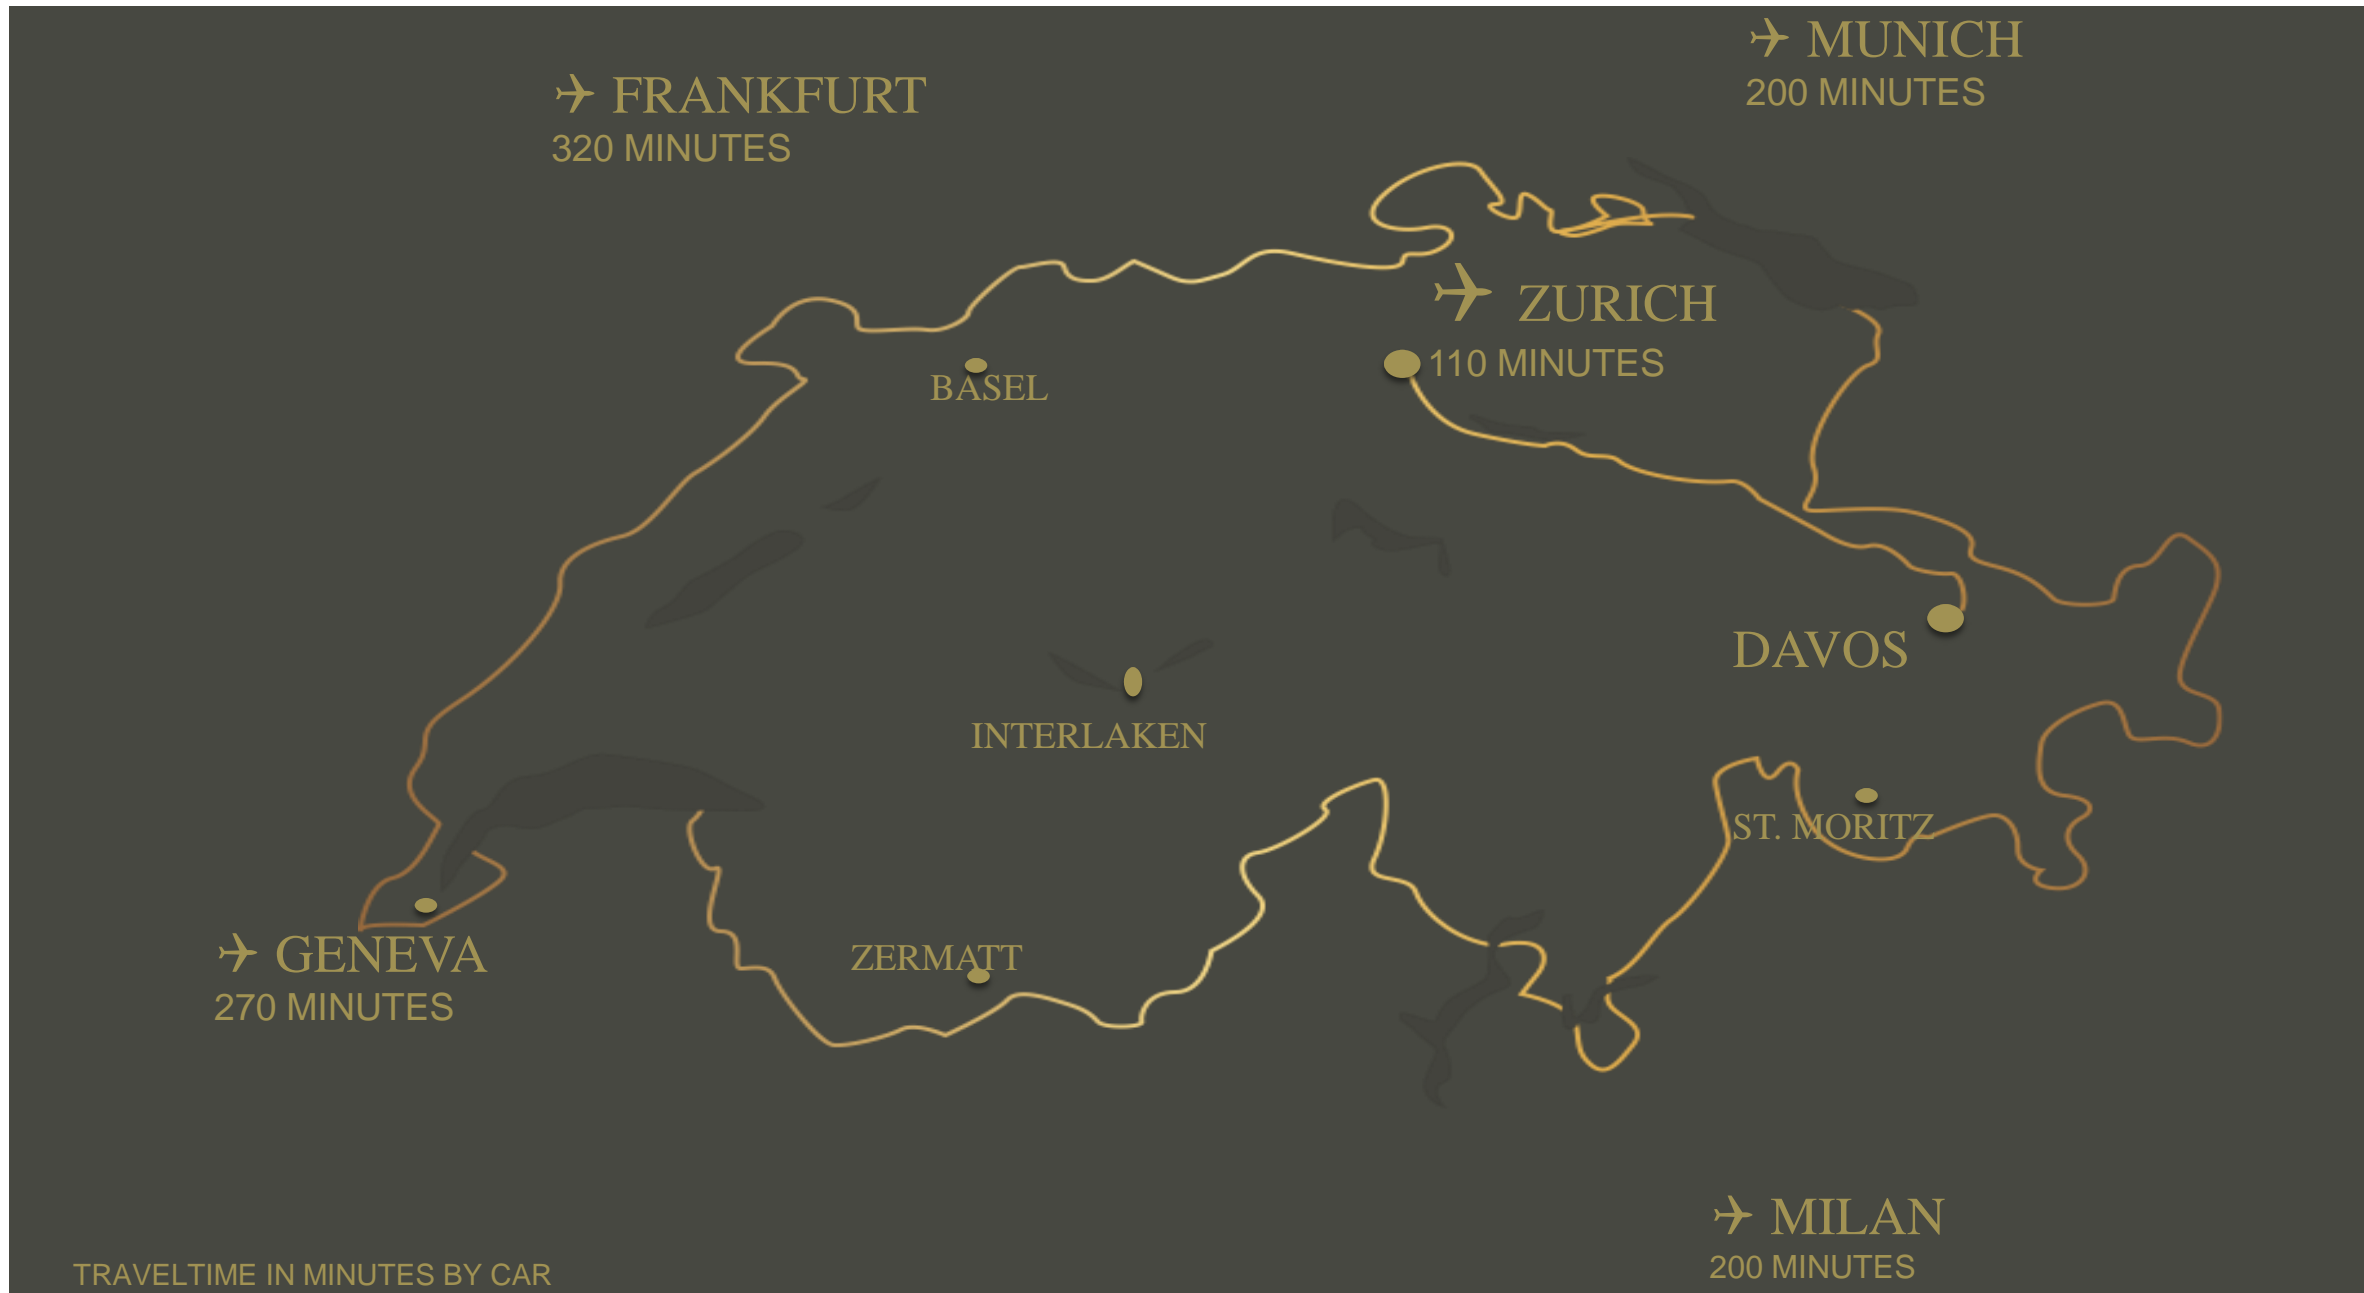 MUNICH
200 MINUTES
FRANKFURT
320 MINUTES
ZURICH
110 MINUTES
BASEL
DAVOS
INTERLAKEN
ST. MORITZ
GENEVA
270 MINUTES
ZERMATT
MILAN
200 MINUTES
TRAVELTIME IN MINUTES BY CAR